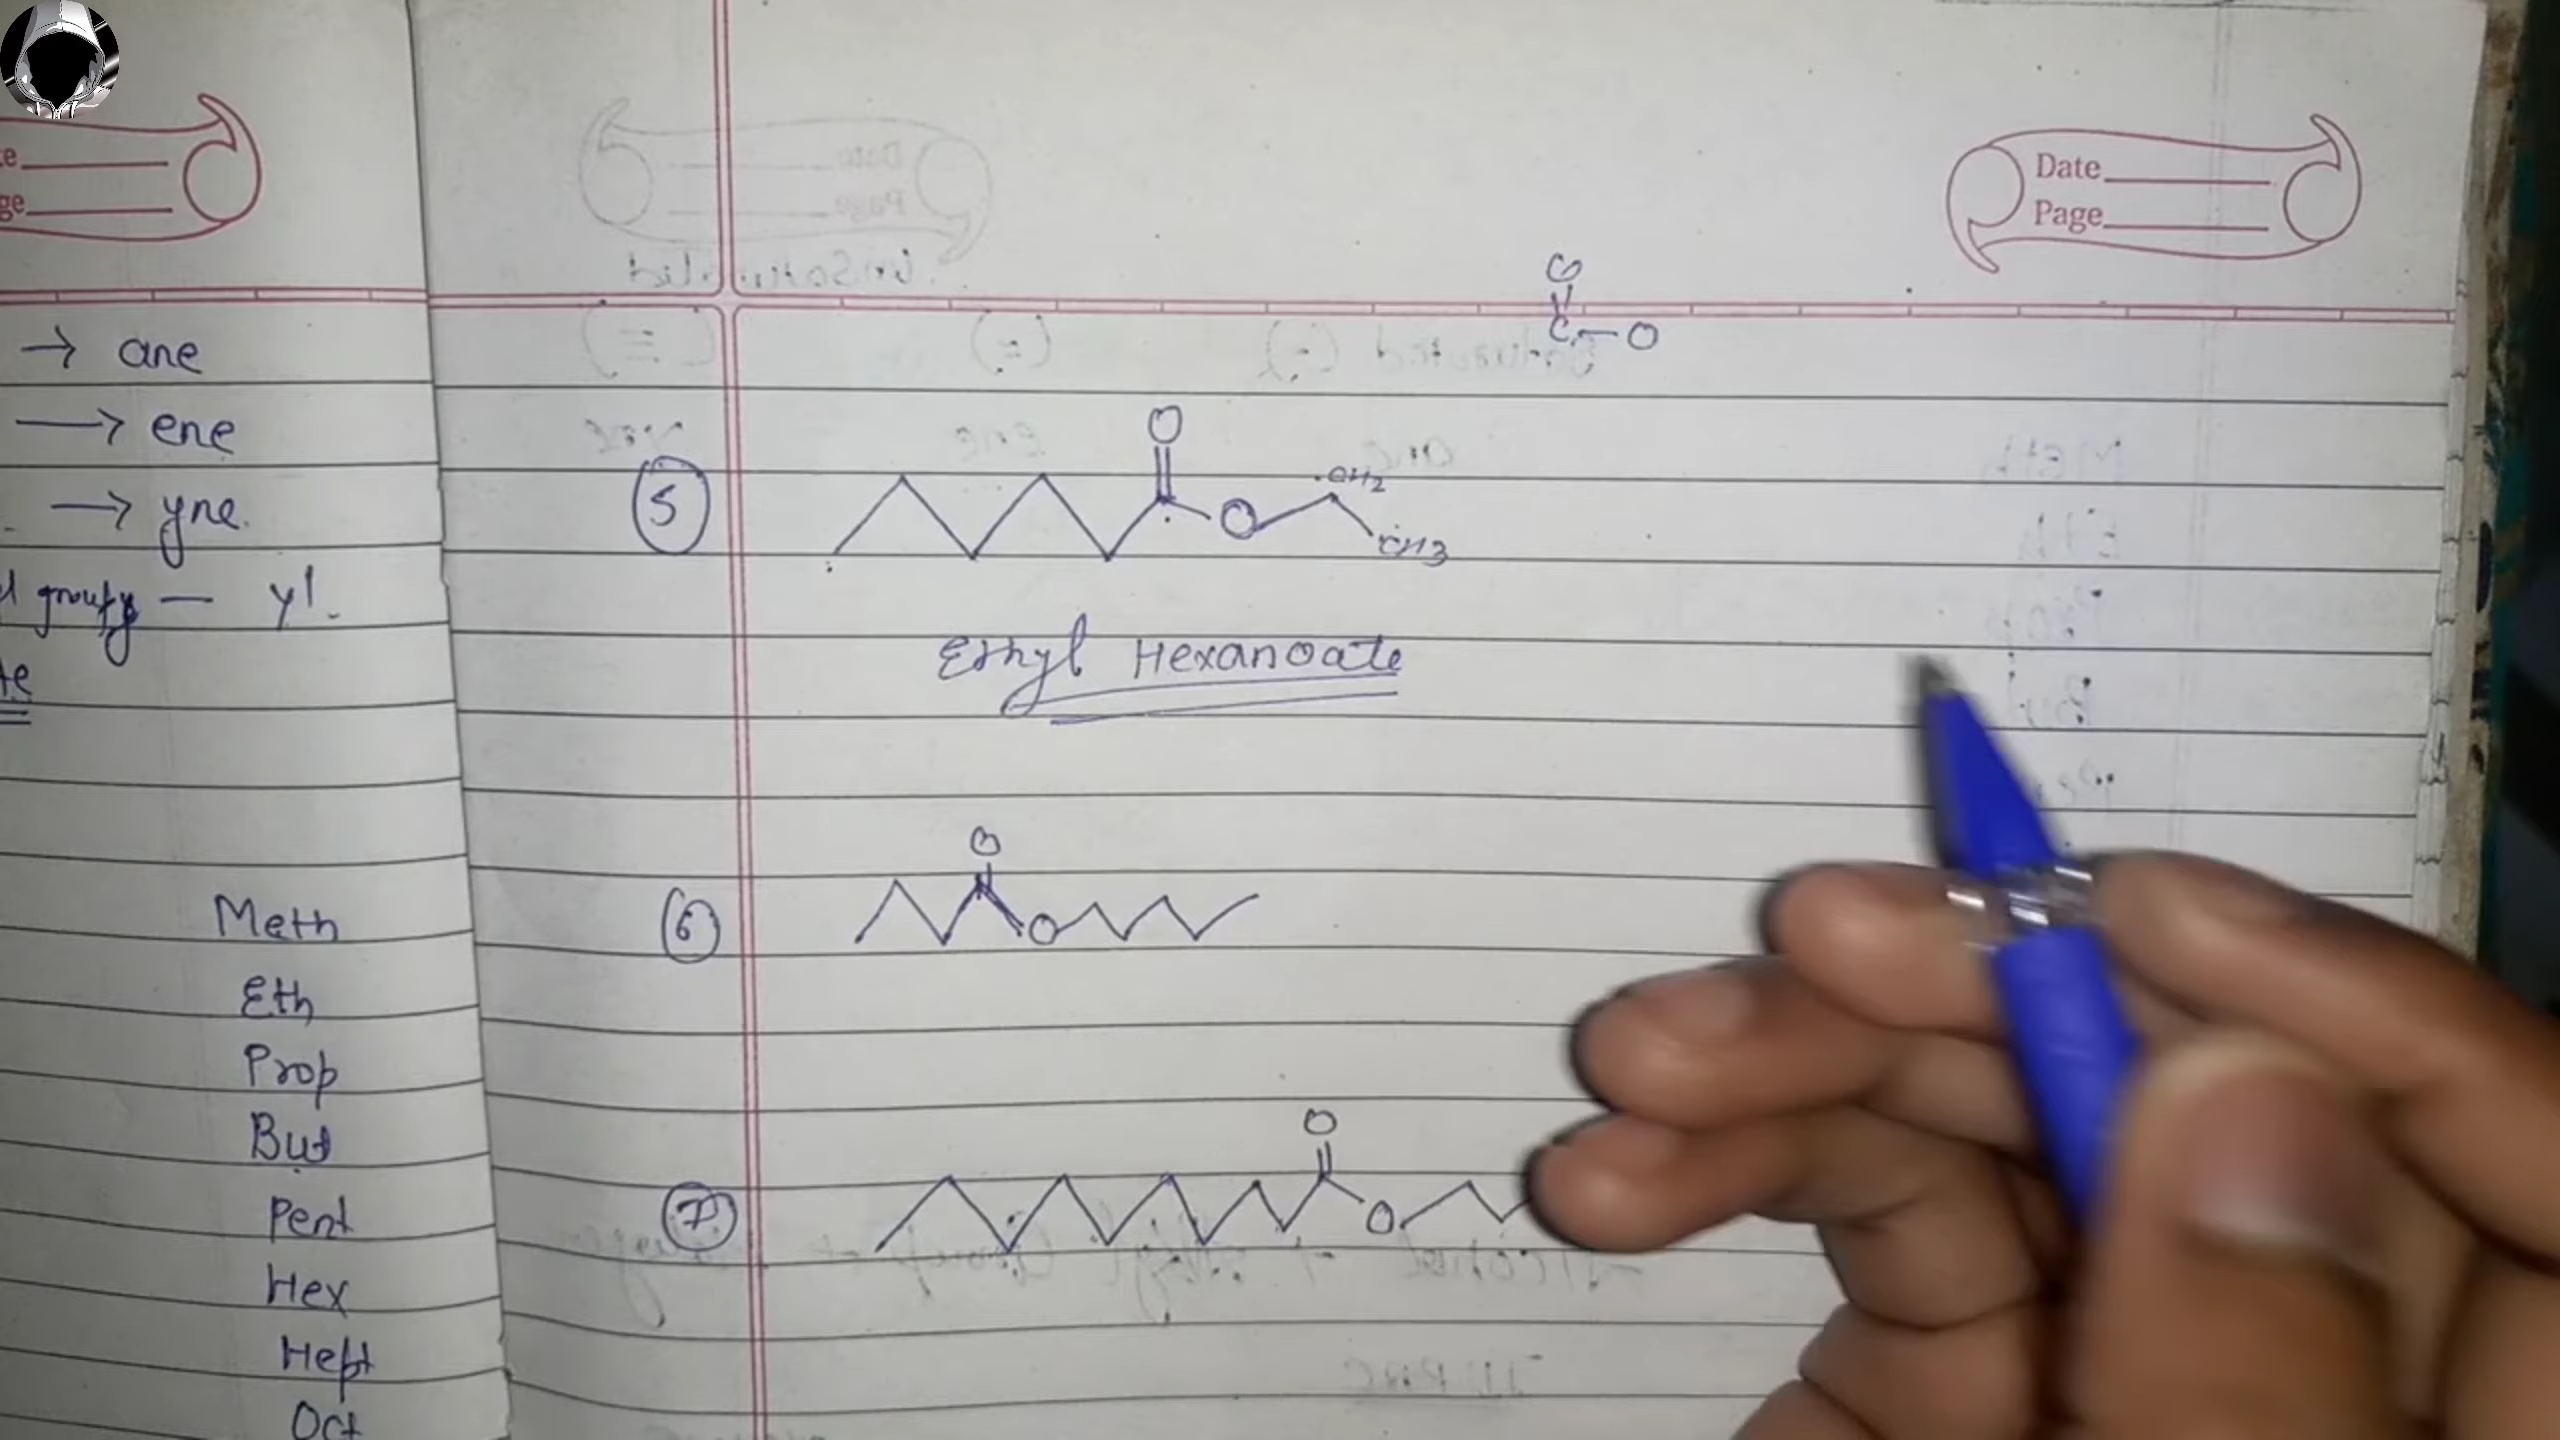 → ane
→ ene
→ yne.
groups — yl.
Meth
Eth
Prop
But
Pent
Hex
Hept
Oct
Date
Page
O
C-O
5
O
O
CH2
CH3
Ethyl Hexanoate
6
O
O
7
O
O